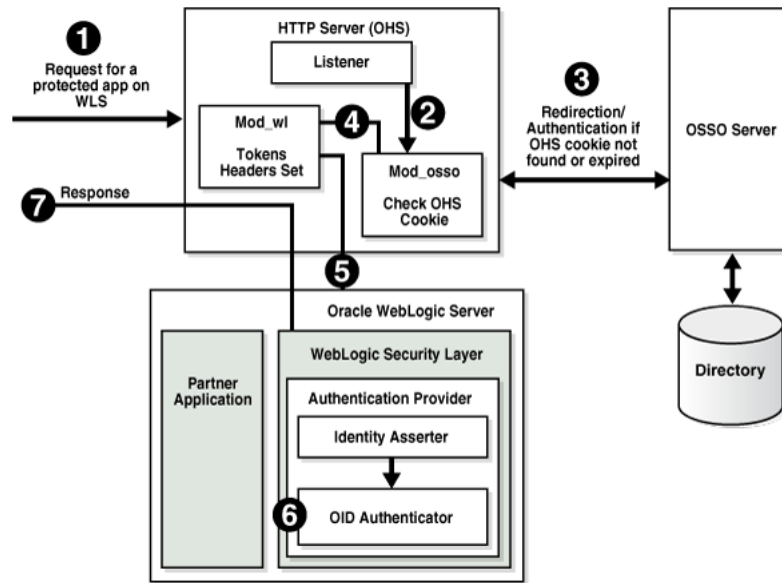 1
Request for a
protected app on
WLS
HTTP Server (OHS)
Listener
2
Mod_wl
Tokens
Headers Set
4
Mod_osso
Check OHS
Cookie
3
Redirection/
Authentication if
OHS cookie not
found or expired
OSSO Server
Directory
7
Response
5
Oracle WebLogic Server
Partner
Application
WebLogic Security Layer
Authentication Provider
Identity Asserter
6
OID Authenticator